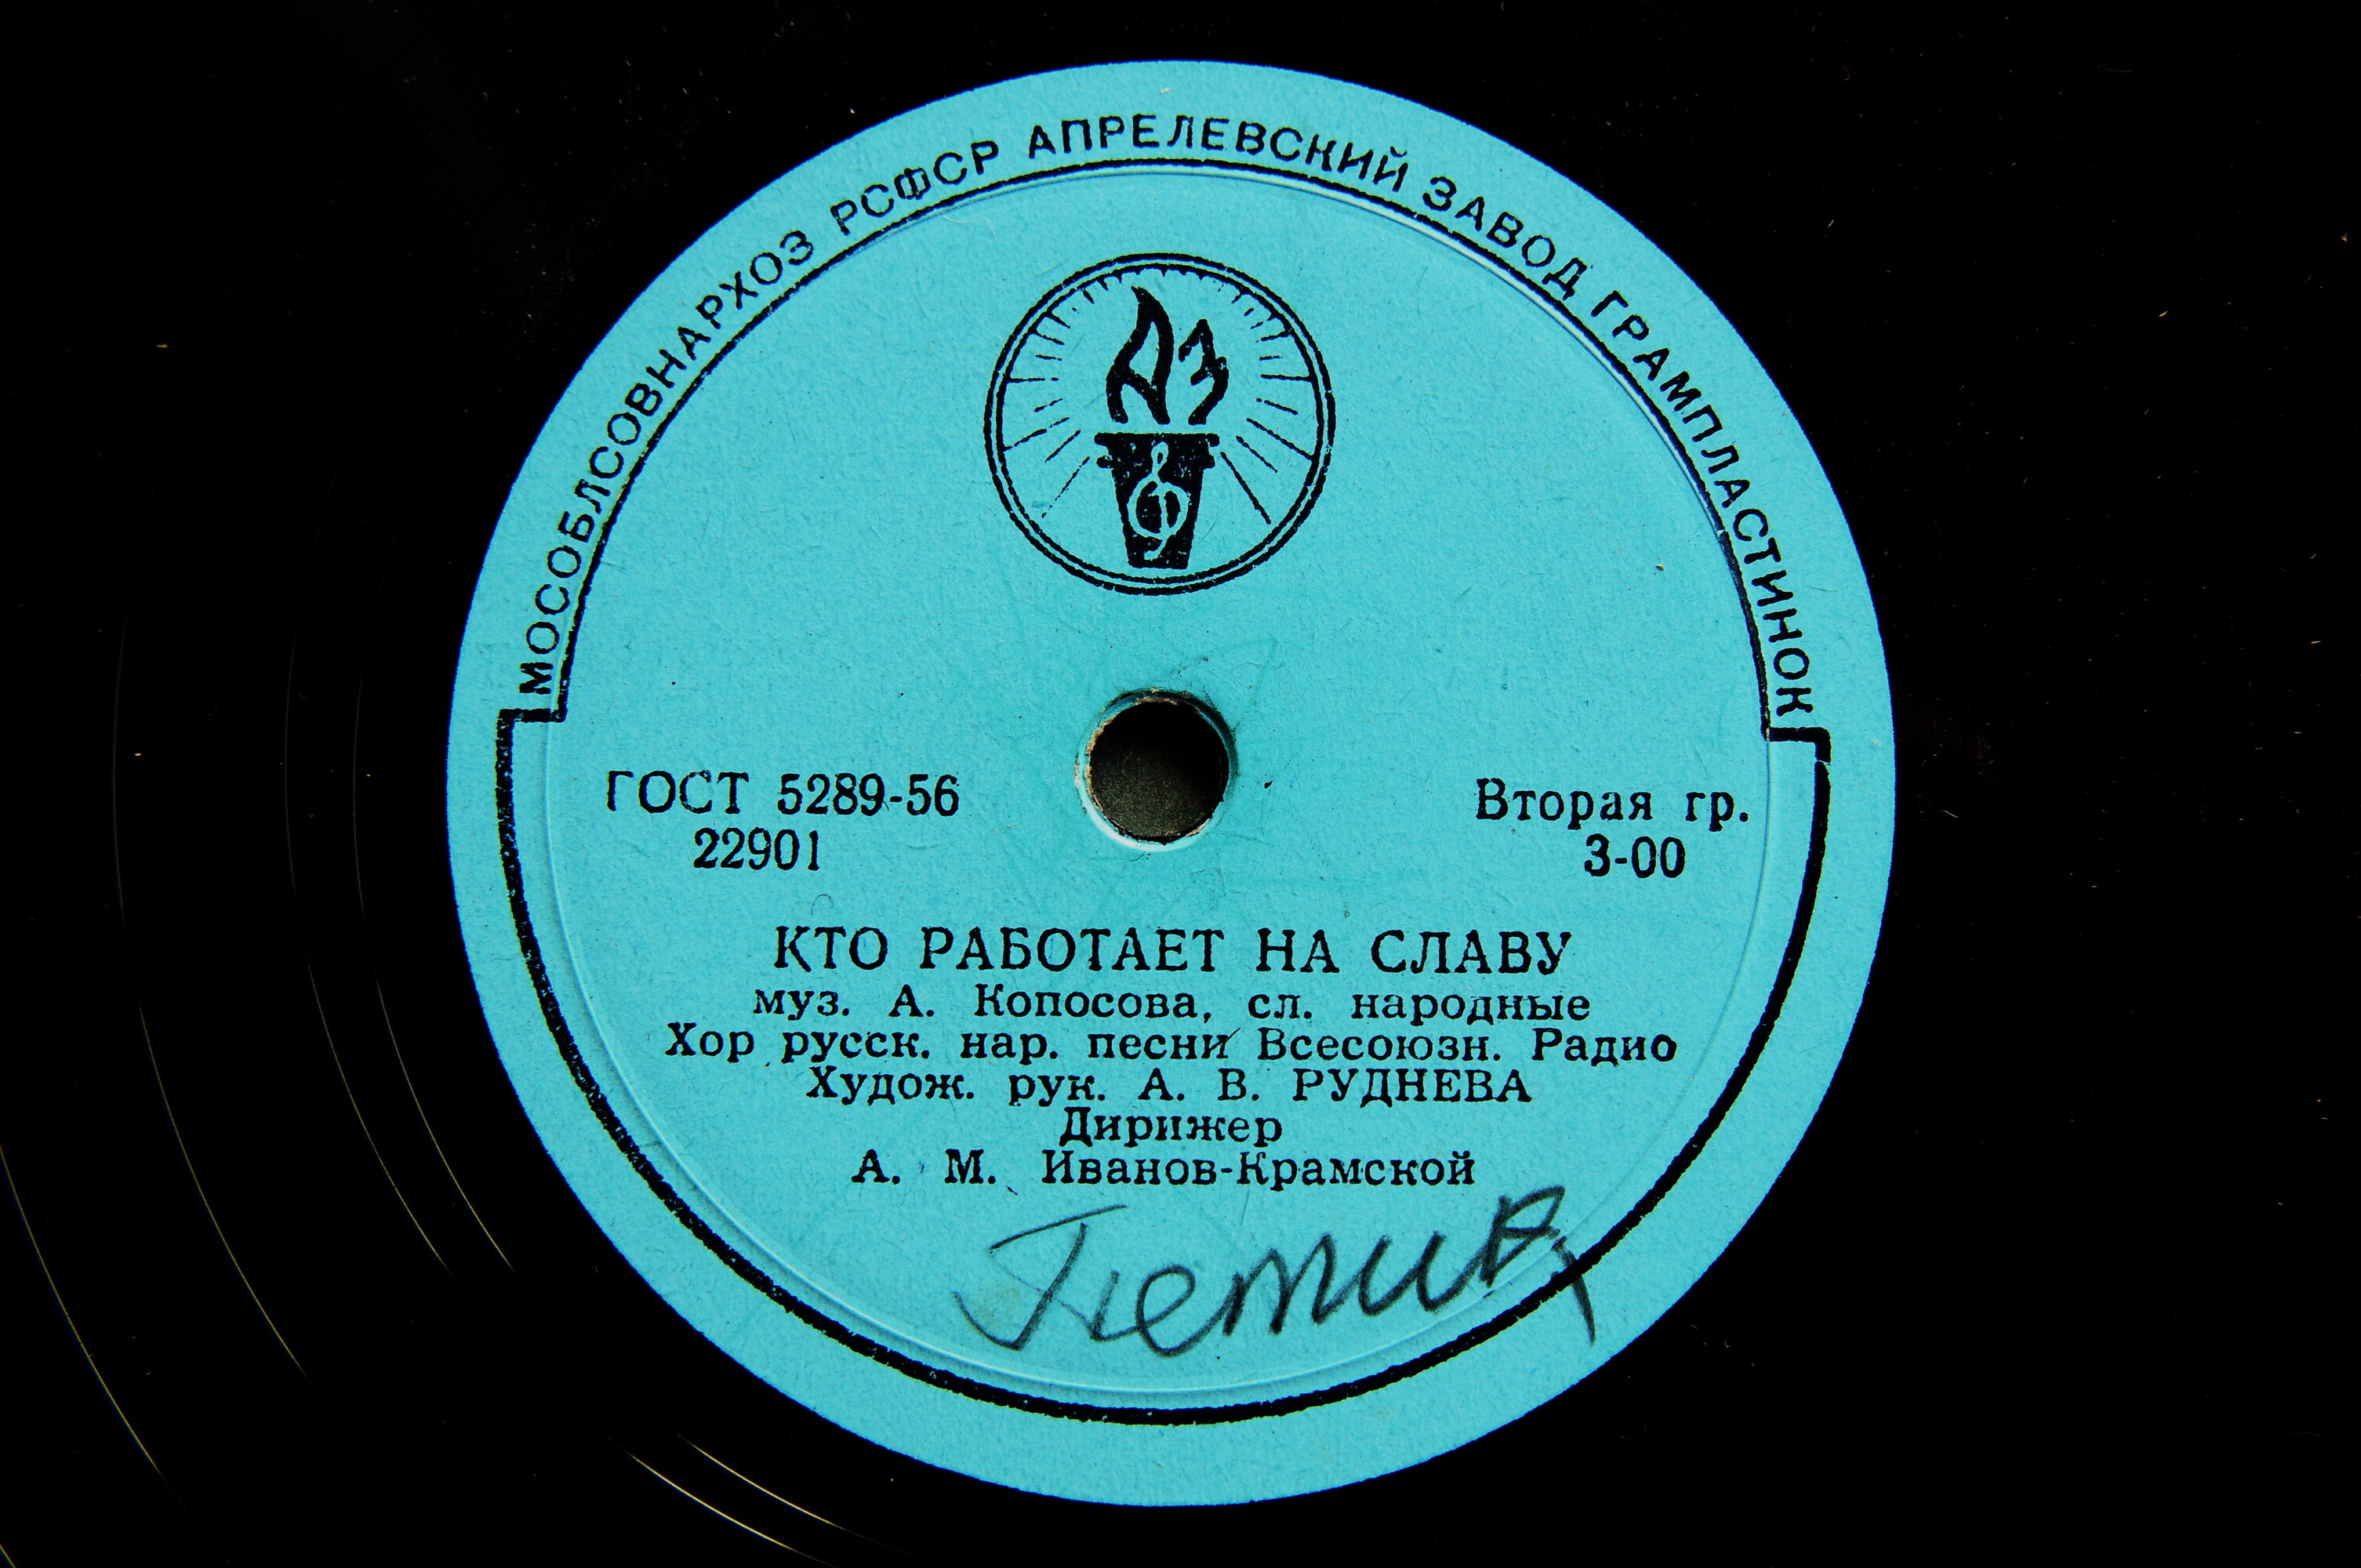 МОСОБЛСОВНАРХОЗ РСФСР АПРЕЛЕВСКИЙ ЗАВОД ГРАМПЛАСТИНОК
АЗ
ГОСТ 5289-56
22901
Вторая гр.
3-00
КТО РАБОТАЕТ НА СЛАВУ
муз. А. Копосова, сл. народные
Хор русск. нар. песни Всесоюзн. Радио
Худож. рук. А. В. РУДНЕВА
Дирижер
А. М. Иванов-Крамской